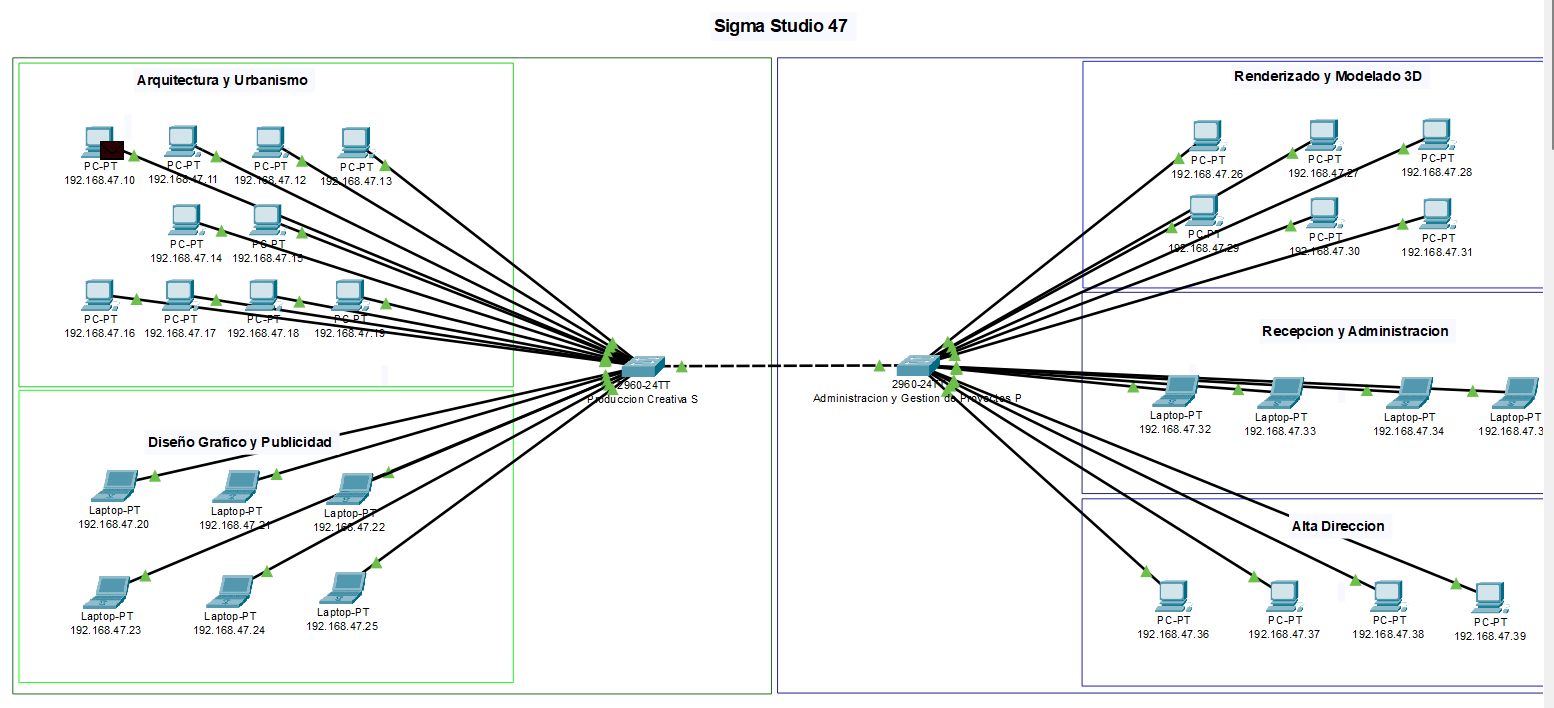 Sigma Studio 47
Arquitectura y Urbanismo
PC-PT
192.168.47.10
PC-PT
192.168.47.11
PC-PT
192.168.47.12
PC-PT
192.168.47.13
PC-PT
192.168.47.14
PC-PT
192.168.47.15
PC-PT
192.168.47.16
PC-PT
192.168.47.17
PC-PT
192.168.47.18
PC-PT
192.168.47.19
Diseño Grafico y Publicidad
Laptop-PT
192.168.47.20
Laptop-PT
192.168.47.21
Laptop-PT
192.168.47.22
Laptop-PT
192.168.47.23
Laptop-PT
192.168.47.24
Laptop-PT
192.168.47.25
2960-24TT
Produccion Creativa S
2960-24TT
Administracion y Gestion de Proyectos P
Renderizado y Modelado 3D
PC-PT
192.168.47.26
PC-PT
192.168.47.27
PC-PT
192.168.47.28
PC-PT
192.168.47.29
PC-PT
192.168.47.30
PC-PT
192.168.47.31
Recepcion y Administracion
Laptop-PT
192.168.47.32
Laptop-PT
192.168.47.33
Laptop-PT
192.168.47.34
Laptop-PT
Alta Direccion
PC-PT
192.168.47.36
PC-PT
192.168.47.37
PC-PT
192.168.47.38
PC-PT
192.168.47.39